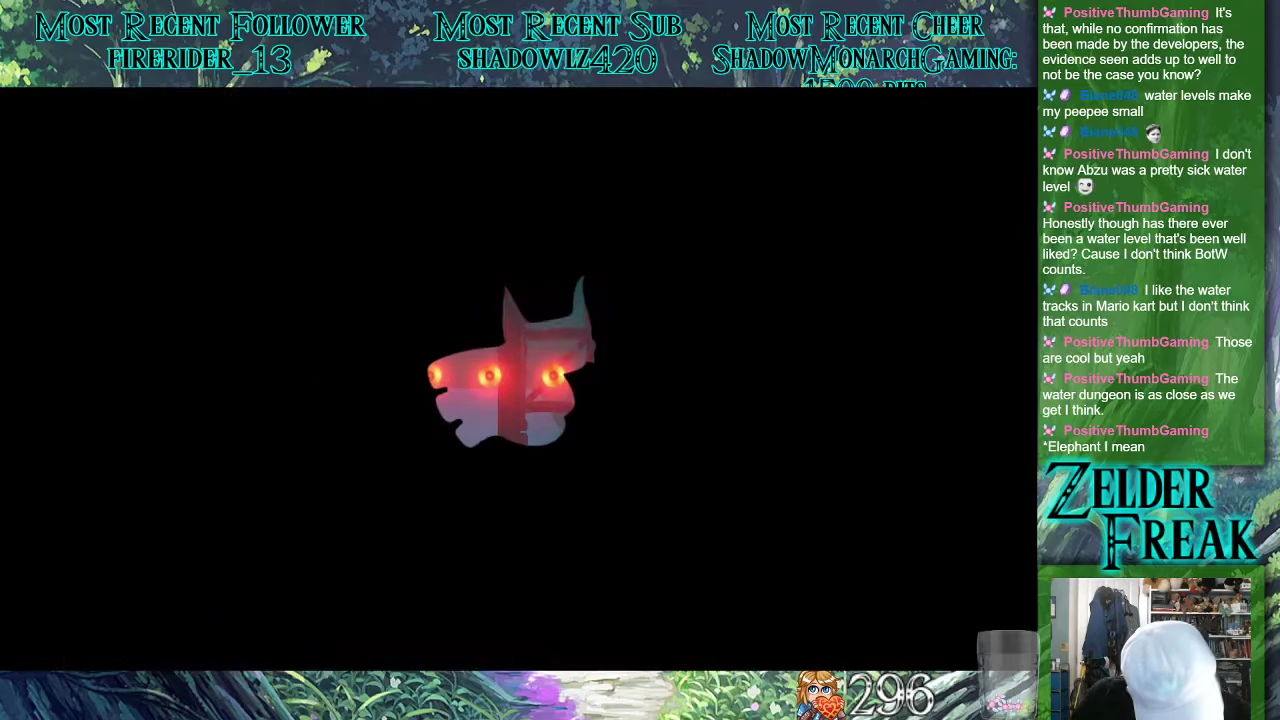 Most Recent Follower
firerider_13
Most Recent Sub
shadowlz420
Most Recent Cheer
ShadowMonarchGaming:
1500 bits
PositiveThumbGaming It's
that, while no confirmation has
been made by the developers, the
evidence seen adds up to well to
not be the case you know?
water levels make
my peepee small
PositiveThumbGaming I don't
know Abzu was a pretty sick water
level
PositiveThumbGaming
Honestly though has there ever
been a water level that's been well
liked? Cause I don't think BotW
counts.
I like the water
tracks in Mario kart but I don't think
that counts
PositiveThumbGaming Those
are cool but yeah
PositiveThumbGaming The
water dungeon is as close as we
get I think.
PositiveThumbGaming
*Elephant I mean
Zelder
Freak
296